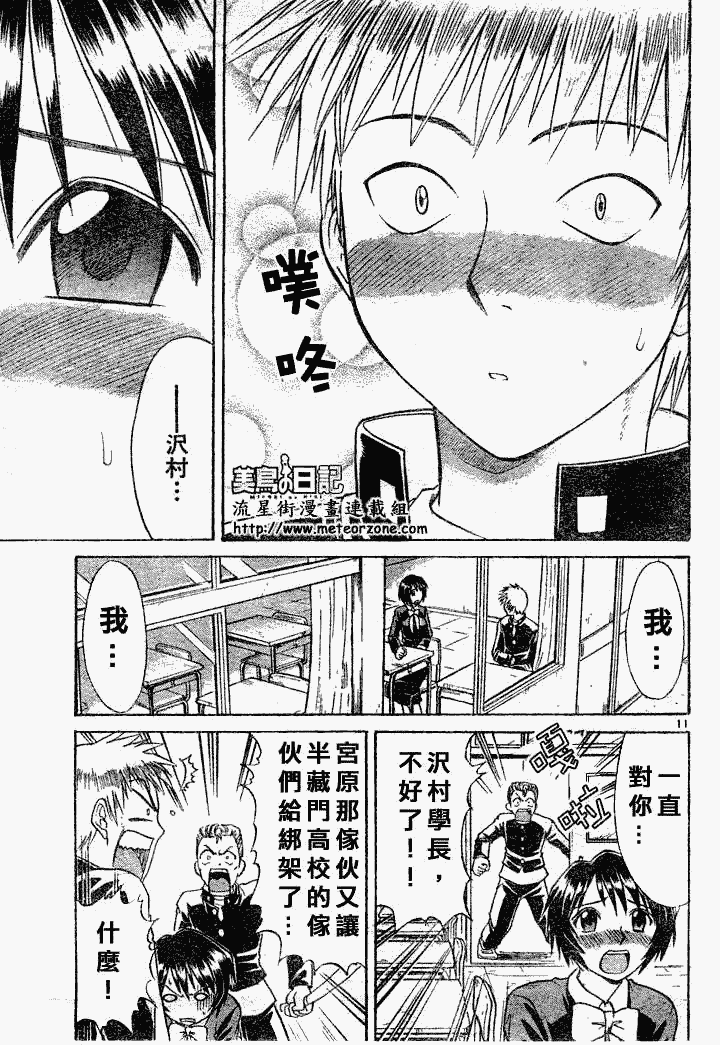 噗咚
沢村…
美鳥の日記
流星街漫畫連載組
http://www.meteorzone.com
我…
我…
11
一直
對你…
沢村學長，
不好了！！
宮原那傢伙又讓
半藏門高校的傢
伙們給綁架了…
什麼！